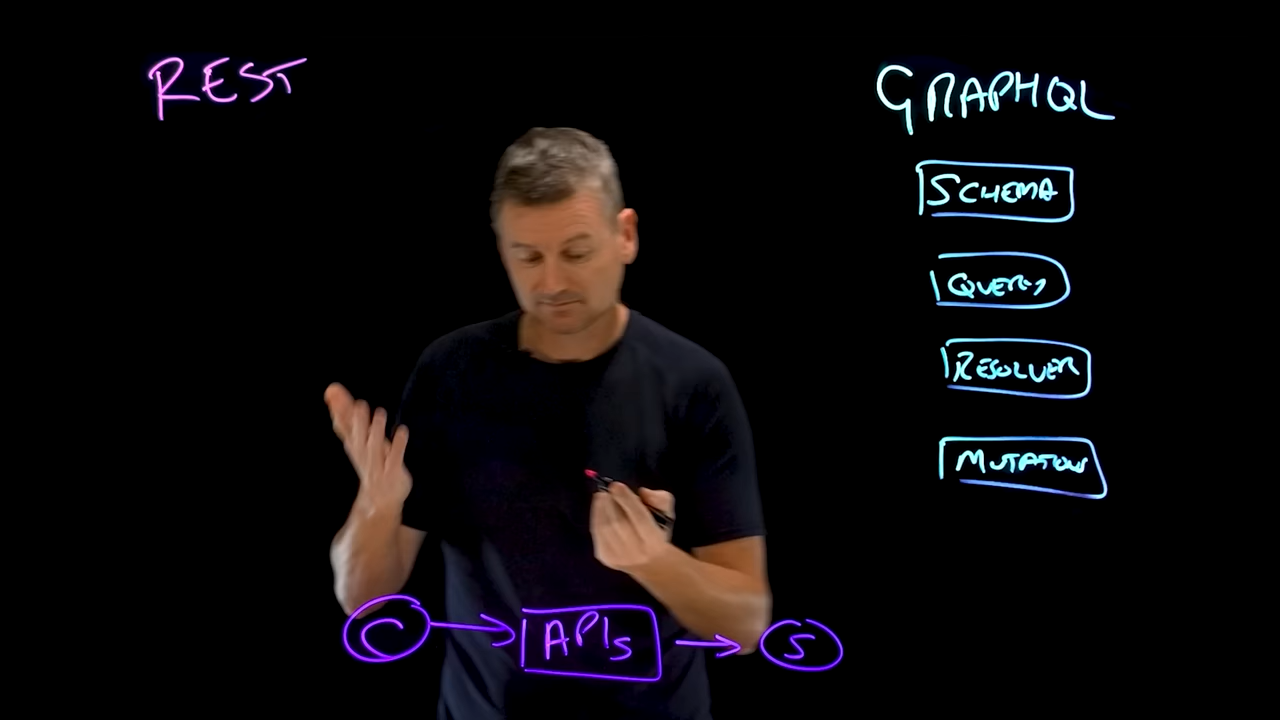 REST
GRAPHQL
SCHEMA
QUERY
RESOLVER
MUTATION
C
APIs
S